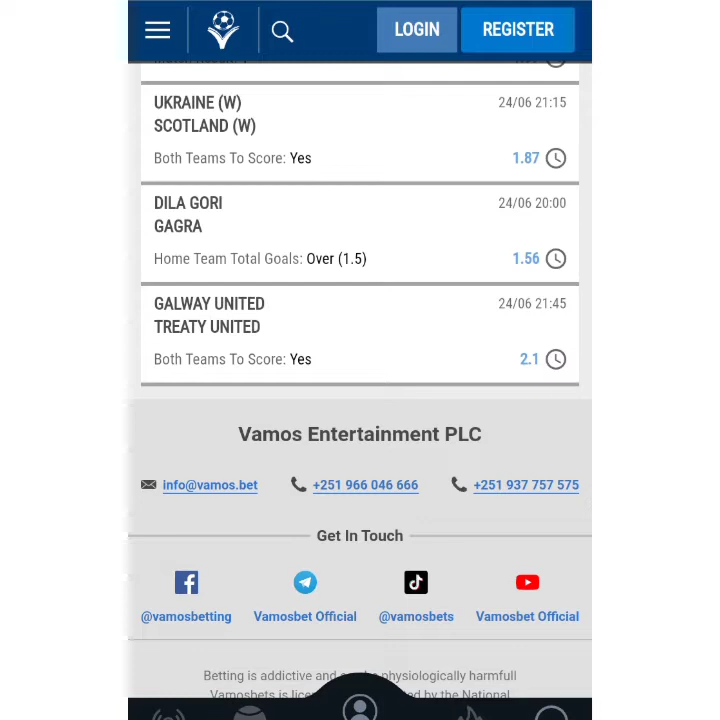 LOGIN
REGISTER
UKRAINE (W)
24/06 21:15
SCOTLAND (W)
Both Teams To Score: Yes
1.87
DILA GORI
24/06 20:00
GAGRA
Home Team Total Goals: Over (1.5)
1.56
GALWAY UNITED
24/06 21:45
TREATY UNITED
Both Teams To Score: Yes
2.1
Vamos Entertainment PLC
info@vamos.bet
+251 966 046 666
+251 937 757 575
Get In Touch
@vamosbetting
Vamosbet Official
@vamosbets
Vamosbet Official
Betting is addictive and physiologically harmfull
Vamosbets is by the National